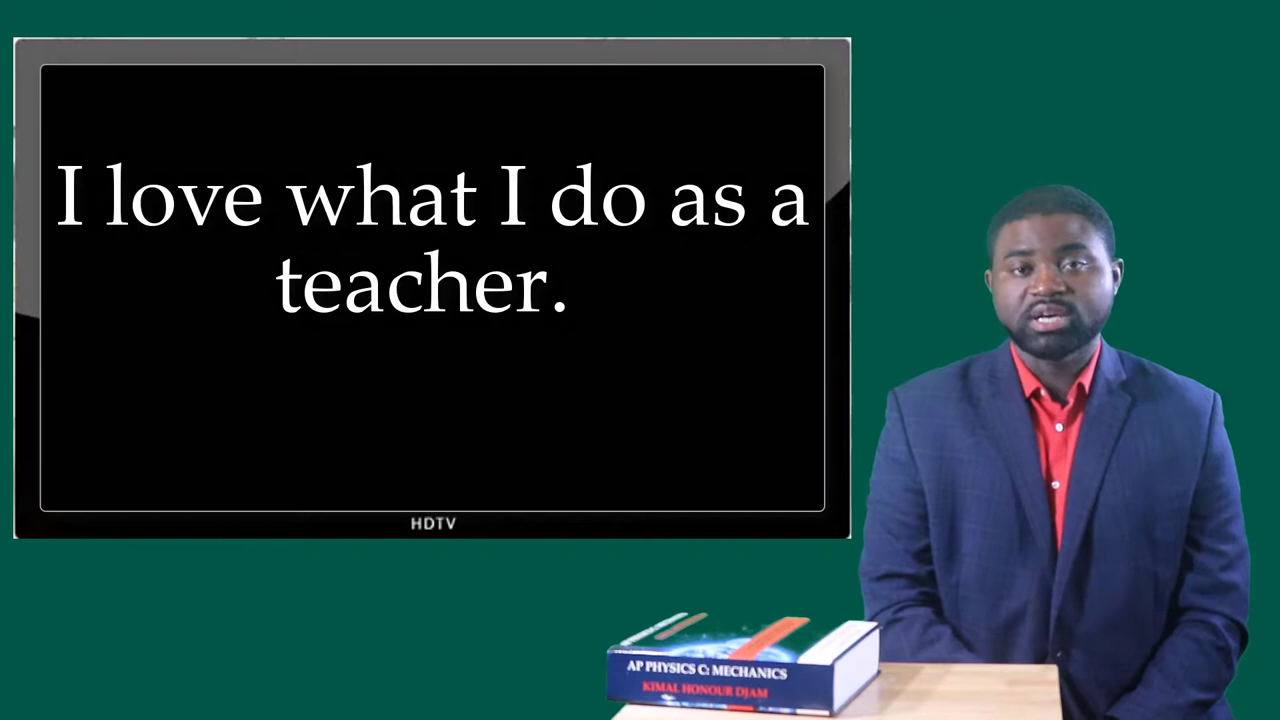 I love what I do as a
teacher.
HDTV
AP PHYSICS C: MECHANICS
KIMAL HONOUR DJAM